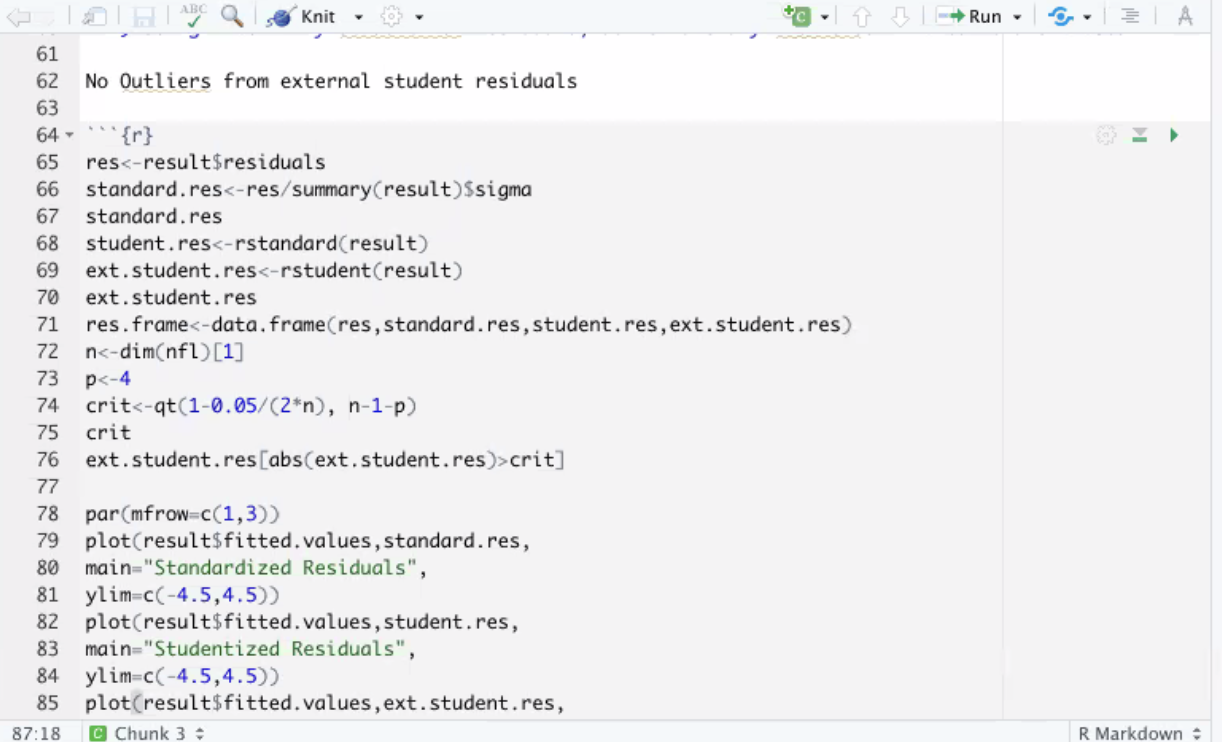 ABC Knit Run
61
62 No Outliers from external student residuals
63
64 ```{r}
65 res<-result$residuals
66 standard.res<-res/summary(result)$sigma
67 standard.res
68 student.res<-rstandard(result)
69 ext.student.res<-rstudent(result)
70 ext.student.res
71 res.frame<-data.frame(res,standard.res,student.res,ext.student.res)
72 n<-dim(nfl)[1]
73 p<-4
74 crit<-qt(1-0.05/(2*n), n-1-p)
75 crit
76 ext.student.res[abs(ext.student.res)>crit]
77
78 par(mfrow=c(1,3))
79 plot(result$fitted.values,standard.res,
80 main="Standardized Residuals",
81 ylim=c(-4.5,4.5))
82 plot(result$fitted.values,student.res,
83 main="Studentized Residuals",
84 ylim=c(-4.5,4.5))
85 plot(result$fitted.values,ext.student.res,
87:18 C Chunk 3 R Markdown